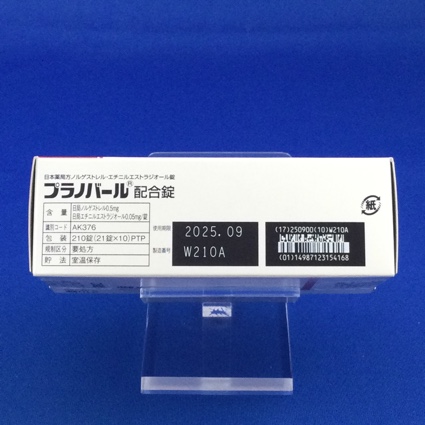 日本薬局方ノルゲストレル・エチニルエストラジオール錠
プラノバール®配合錠
含量 日局ノルゲストレル0.5mg
日局エチニルエストラジオール0.05mg/錠
識別コード AK376
包装 210錠(21錠×10)PTP
規制区分 要処方
貯法 室温保存
使用期限 2025.09
製造番号 W210A
(17)250900(10)W210A
(01)14987123154168
紙